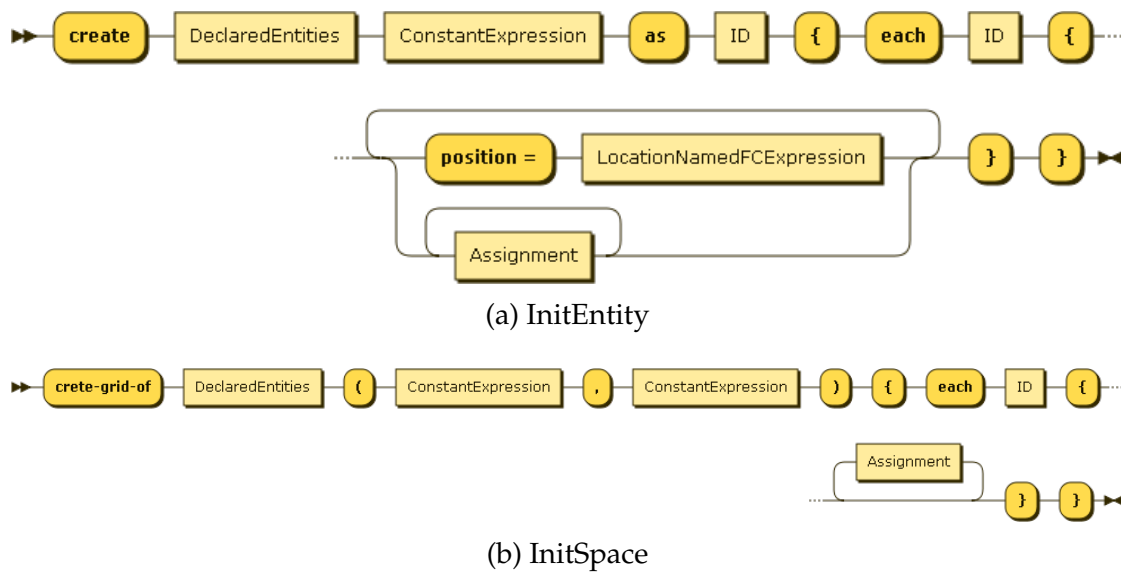 create DeclaredEntities ConstantExpression as ID { each ID {
position = LocationNamedFCExpression } }
Assignment
(a) InitEntity
crete-grid-of DeclaredEntities ( ConstantExpression , ConstantExpression ) { each ID {
Assignment
} }
(b) InitSpace